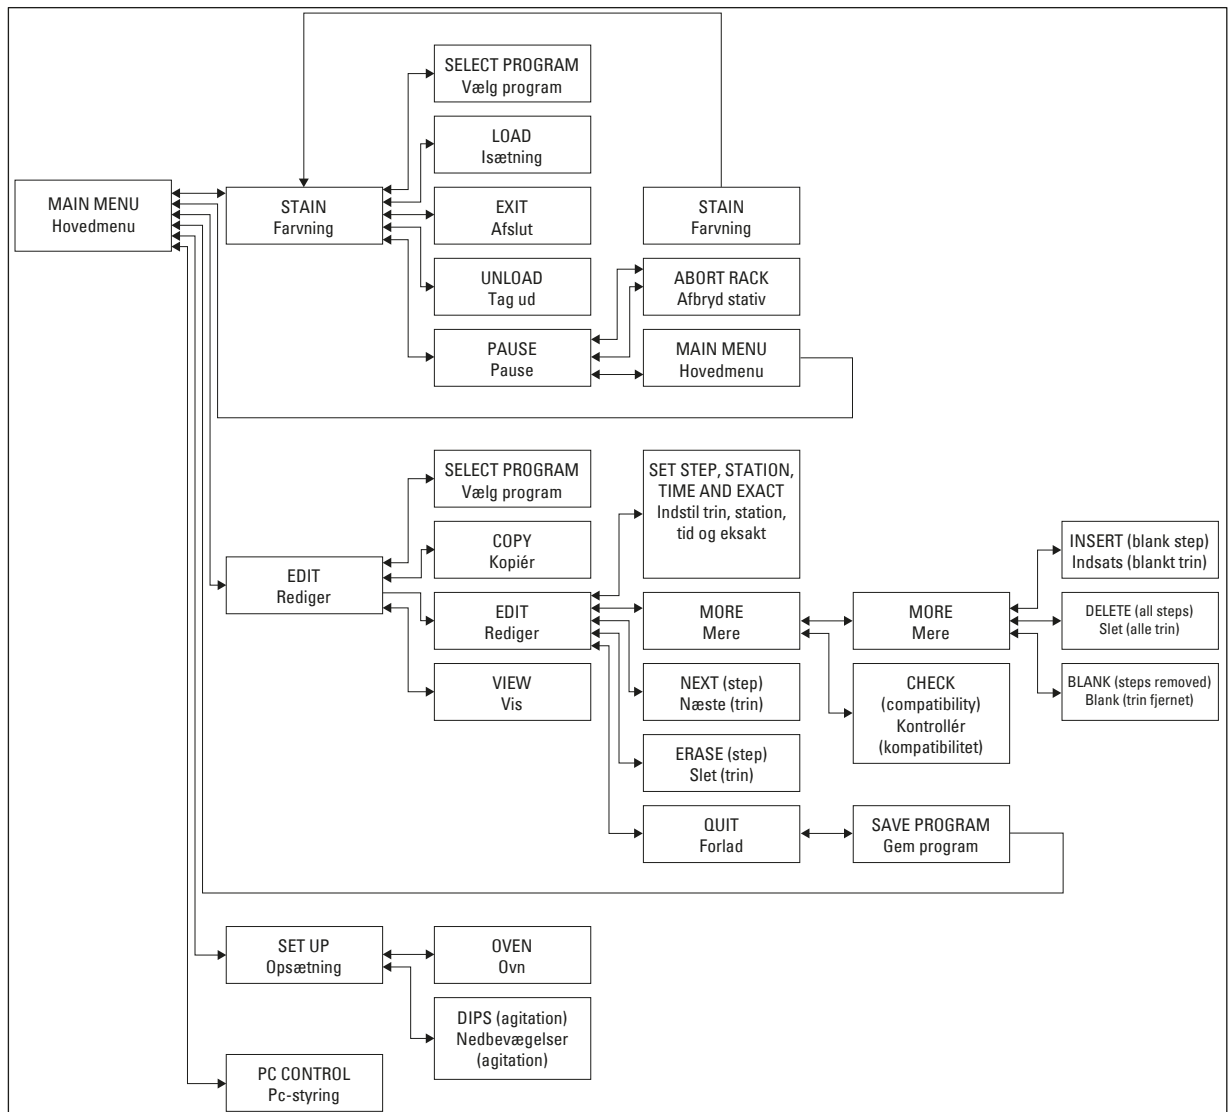 SELECT PROGRAM
Vælg program
LOAD
Isætning
MAIN MENU
Hovedmenu
STAIN
Farvning
EXIT
Afslut
STAIN
Farvning
UNLOAD
Tag ud
ABORT RACK
Afbryd stativ
PAUSE
Pause
MAIN MENU
Hovedmenu
SELECT PROGRAM
Vælg program
SET STEP, STATION,
TIME AND EXACT
Indstil trin, station,
tid og eksakt
COPY
Kopiér
INSERT (blank step)
Indsats (blankt trin)
EDIT
Rediger
EDIT
Rediger
MORE
Mere
MORE
Mere
DELETE (all steps)
Slet (alle trin)
VIEW
Vis
NEXT (step)
Næste (trin)
CHECK
(compatibility)
Kontrollér
(kompatibilitet)
BLANK (steps removed)
Blank (trin fjernet)
ERASE (step)
Slet (trin)
QUIT
Forlad
SAVE PROGRAM
Gem program
SET UP
Opsætning
OVEN
Ovn
DIPS (agitation)
Nedbevægelser
(agitation)
PC CONTROL
Pc-styring